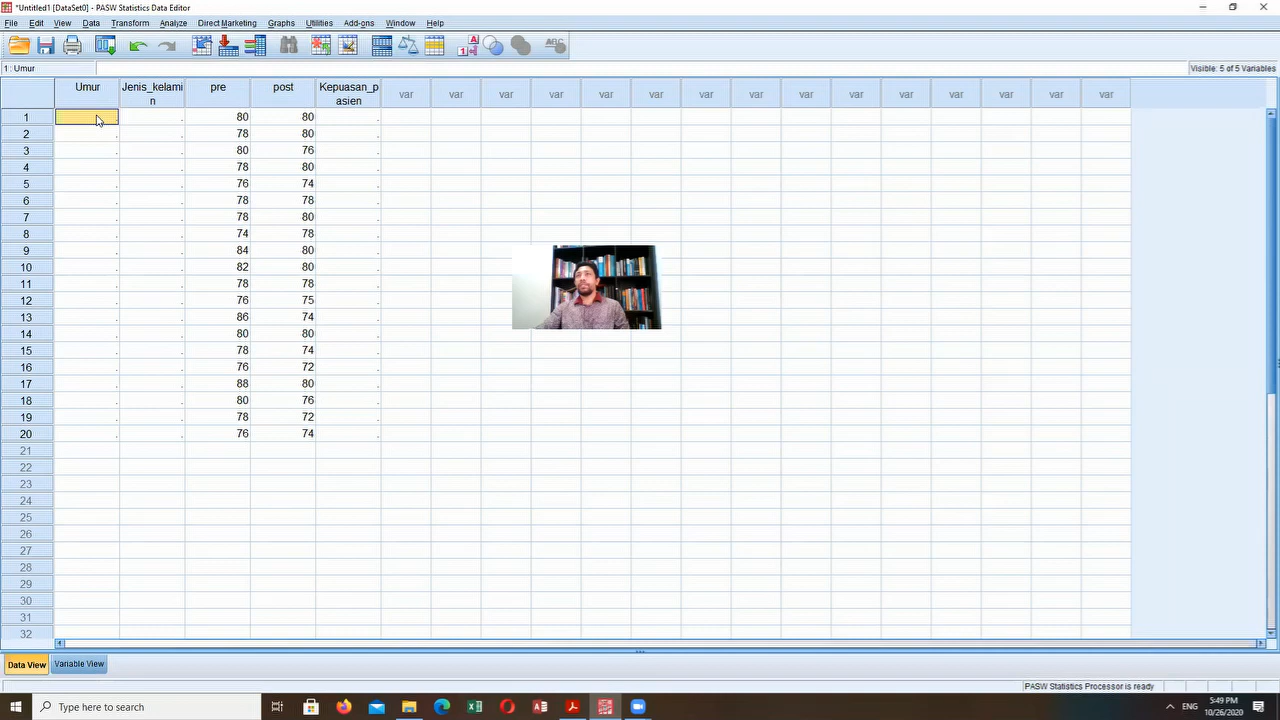 *Untitled1 [DataSet0] - PASW Statistics Data Editor
File Edit View Data Transform Analyze Direct Marketing Graphs Utilities Add-ons Window Help
1 : Umur
Visible: 5 of 5 Variables
Umur Jenis_kelamin pre post Kepuasan_pasien var var var var var var var var var var var var var var var
1 . . 80 80 .
2 . . 78 80 .
3 . . 80 76 .
4 . . 78 80 .
5 . . 76 74 .
6 . . 78 78 .
7 . . 78 80 .
8 . . 74 78 .
9 . . 84 80 .
10 . . 82 80 .
11 . . 78 78 .
12 . . 76 75 .
13 . . 86 74 .
14 . . 80 80 .
15 . . 78 74 .
16 . . 76 72 .
17 . . 88 80 .
18 . . 80 76 .
19 . . 78 72 .
20 . . 76 74 .
21
22
23
24
25
26
27
28
29
30
31
32
Data View Variable View
PASW Statistics Processor is ready
Type here to search
ENG
5:49 PM
10/26/2020